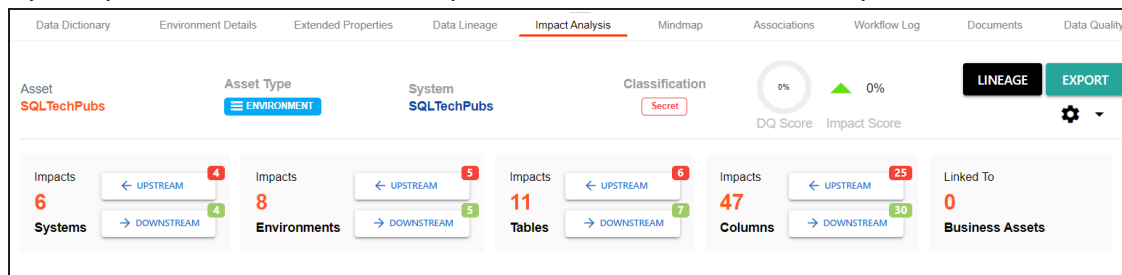 Data Dictionary Environment Details Extended Properties Data Lineage Impact Analysis Mindmap Associations Workflow Log Documents Data Quality
Asset
SQLTechPubs
Asset Type
ENVIRONMENT
System
SQLTechPubs
Classification
Secret
0%
DQ Score
0%
Impact Score
LINEAGE
EXPORT
Impacts
6
Systems
UPSTREAM
4
DOWNSTREAM
4
Impacts
8
Environments
UPSTREAM
5
DOWNSTREAM
5
Impacts
11
Tables
UPSTREAM
6
DOWNSTREAM
7
Impacts
47
Columns
UPSTREAM
25
DOWNSTREAM
30
Linked To
0
Business Assets